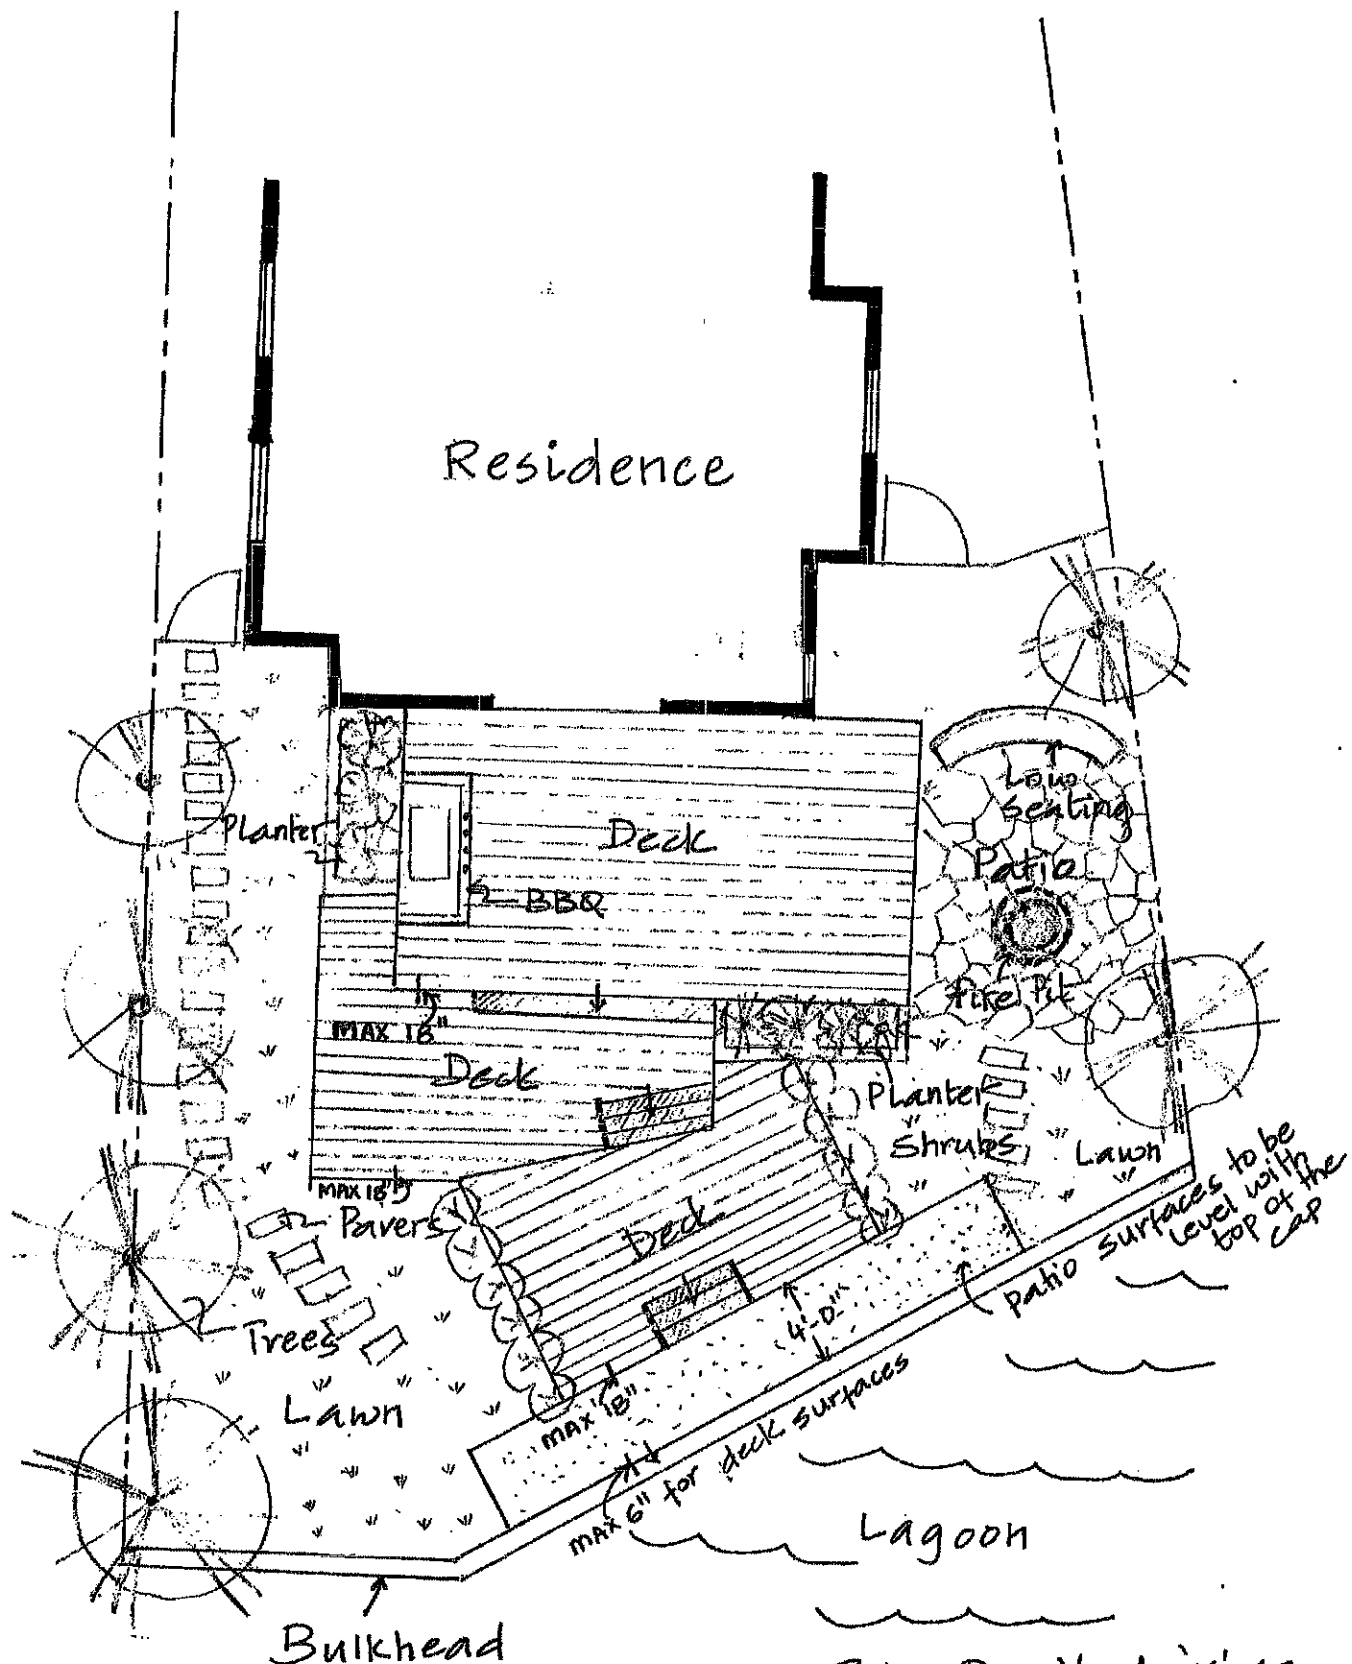 Residence
Low
seating
Planter
Deck
Patio
BBQ
Fire Pit
MAX 18"
Deck
Planter
Shrubs
Lawn
MAX 18"
Pavers
Deck
patio surfaces to be
level with
top of the
cap
Trees
4'-0"
Lawn
MAX 18"
MAX 6" for deck surfaces
Lagoon
Bulkhead